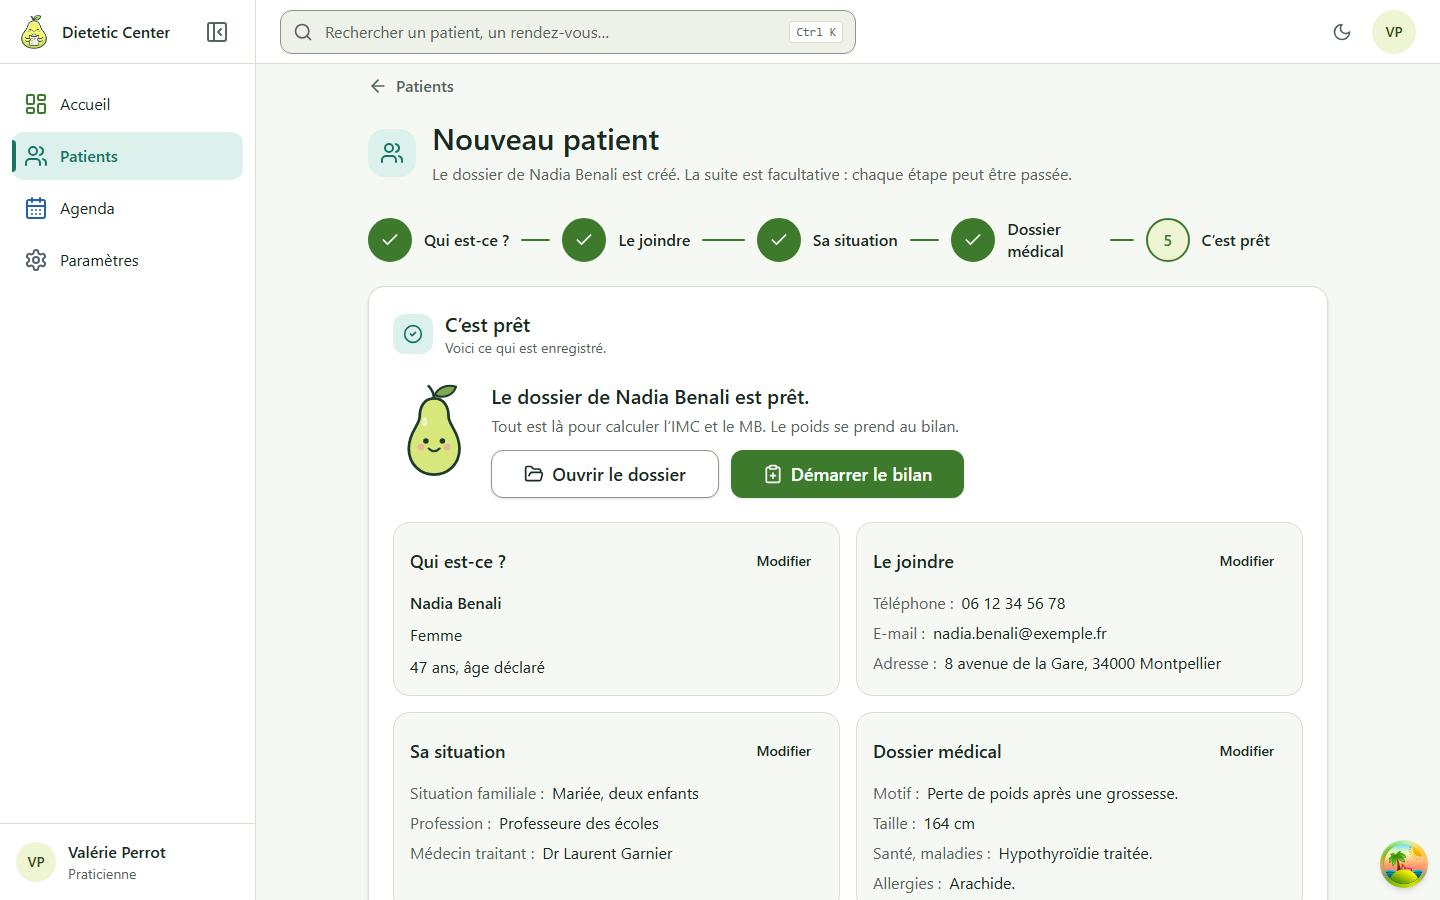 Dietetic Center
Rechercher un patient, un rendez-vous...
Ctrl K
VP
Accueil
Patients
Agenda
Paramètres
Patients
Nouveau patient
Le dossier de Nadia Benali est créé. La suite est facultative : chaque étape peut être passée.
Qui est-ce ?
Le joindre
Sa situation
Dossier
médical
5
C’est prêt
C’est prêt
Voici ce qui est enregistré.
Le dossier de Nadia Benali est prêt.
Tout est là pour calculer l’IMC et le MB. Le poids se prend au bilan.
Ouvrir le dossier
Démarrer le bilan
Qui est-ce ?
Modifier
Nadia Benali
Femme
47 ans, âge déclaré
Le joindre
Modifier
Téléphone : 06 12 34 56 78
E-mail : nadia.benali@exemple.fr
Adresse : 8 avenue de la Gare, 34000 Montpellier
Sa situation
Modifier
Situation familiale : Mariée, deux enfants
Profession : Professeure des écoles
Médecin traitant : Dr Laurent Garnier
Dossier médical
Modifier
Motif : Perte de poids après une grossesse.
Taille : 164 cm
Santé, maladies : Hypothyroïdie traitée.
Allergies : Arachide.
VP
Valérie Perrot
Praticienne